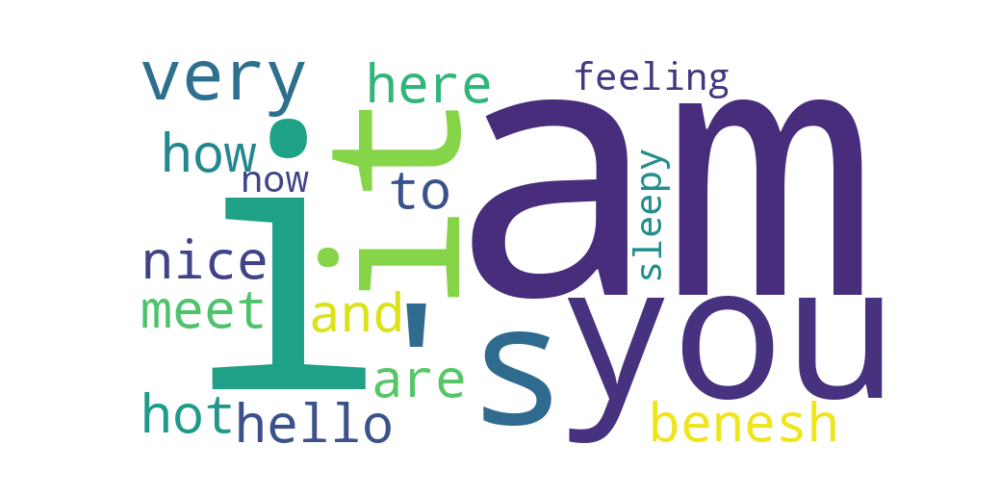 very
here
feeling
how
now
it
to
am
sleepy
i
nice
meet
and
's
you
are
hot
hello
benesh